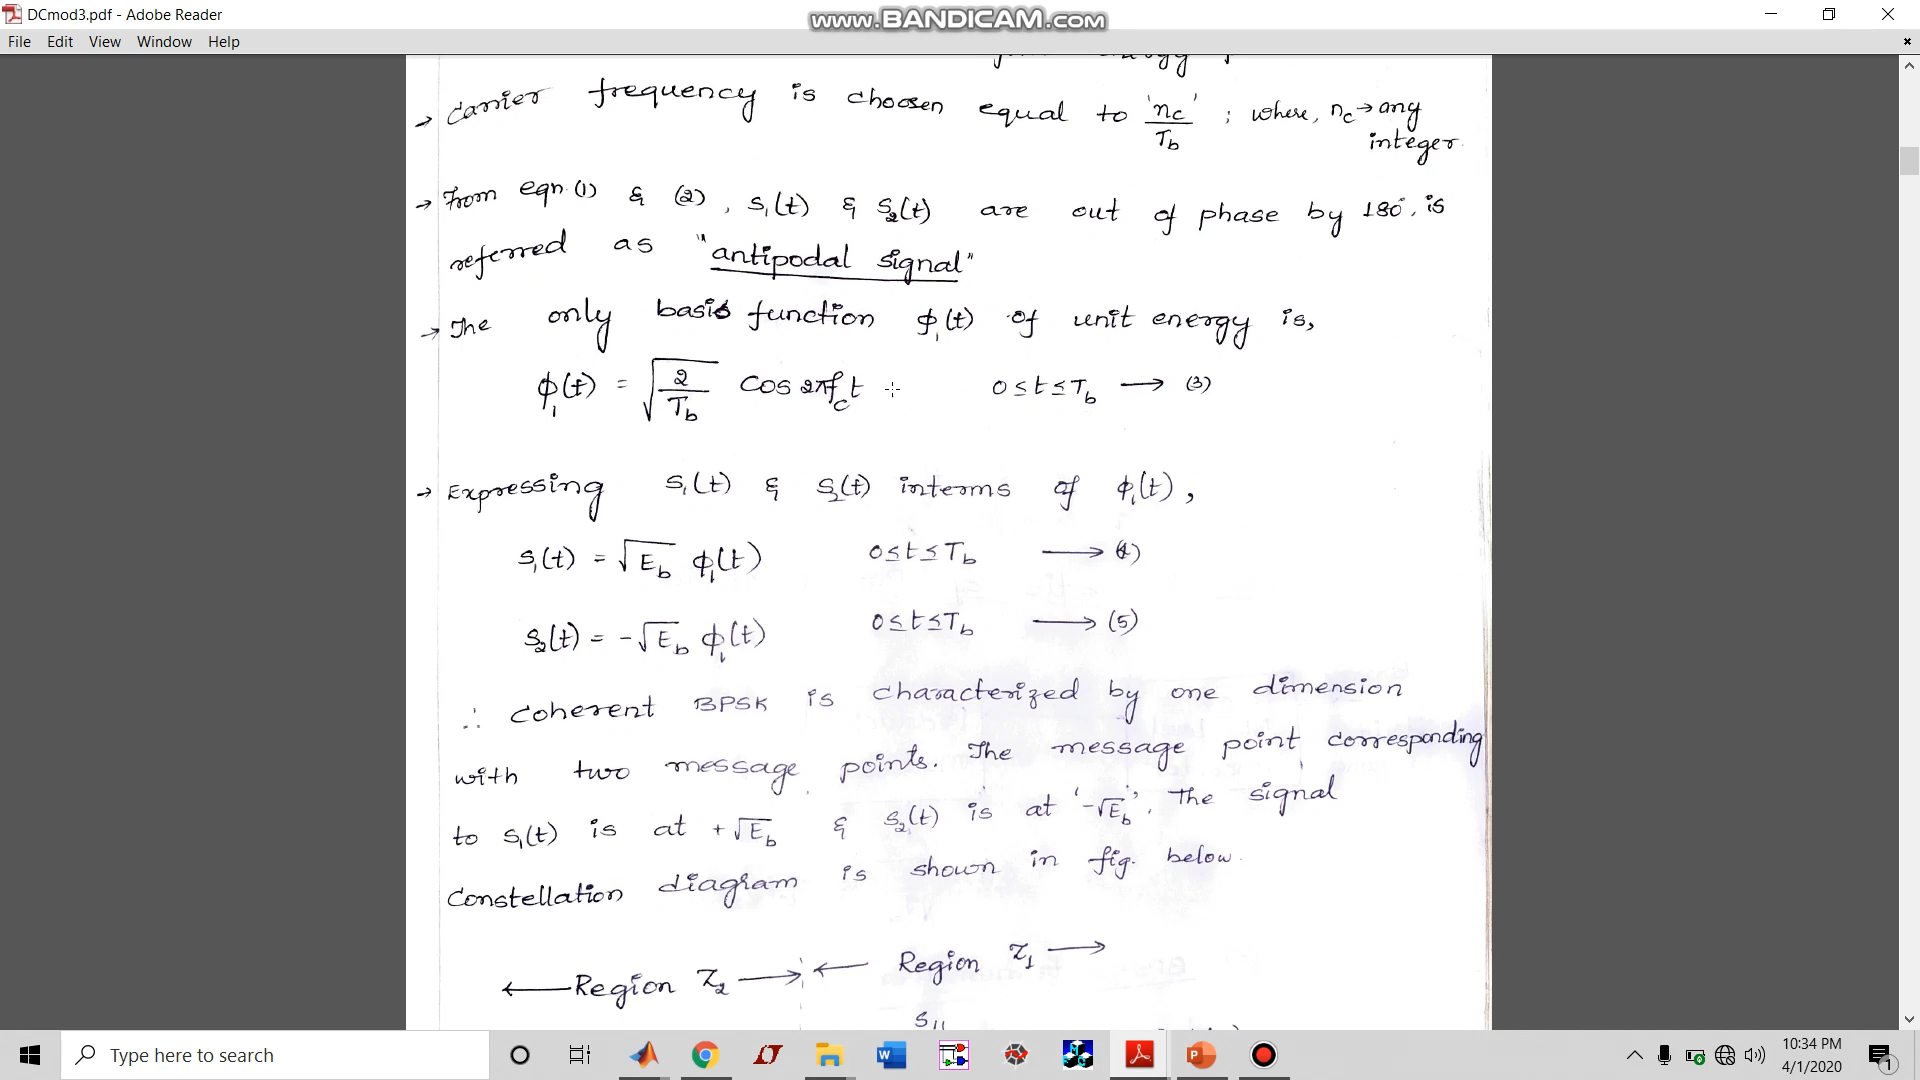 DCmod3.pdf - Adobe Reader
www.BANDICAM.com
File Edit View Window Help
→ Carrier frequency is choosen equal to 'nc'/Tb ; where, nc → any integer.
→ From eqn.(1) & (2), s₁(t) & s₂(t) are out of phase by 180°, is
referred as "antipodal signal"
→ The only basis function ϕ₁(t) of unit energy is,
ϕ₁(t) = √(2/Tb) Cos 2πfc t 0≤t≤Tb → (3)
→ Expressing s₁(t) & s₂(t) interms of ϕ₁(t),
s₁(t) = √Eb ϕ₁(t) 0≤t≤Tb → (4)
s₂(t) = -√Eb ϕ₁(t) 0≤t≤Tb → (5)
∴ coherent BPSK is characterized by one dimension
with two message points. The message point corresponding
to s₁(t) is at +√Eb & s₂(t) is at '-√Eb'. The signal
Constellation diagram is shown in fig. below.
← Region Z₂ → ← Region Z₁ →
S₁₁
Type here to search
10:34 PM
4/1/2020
1